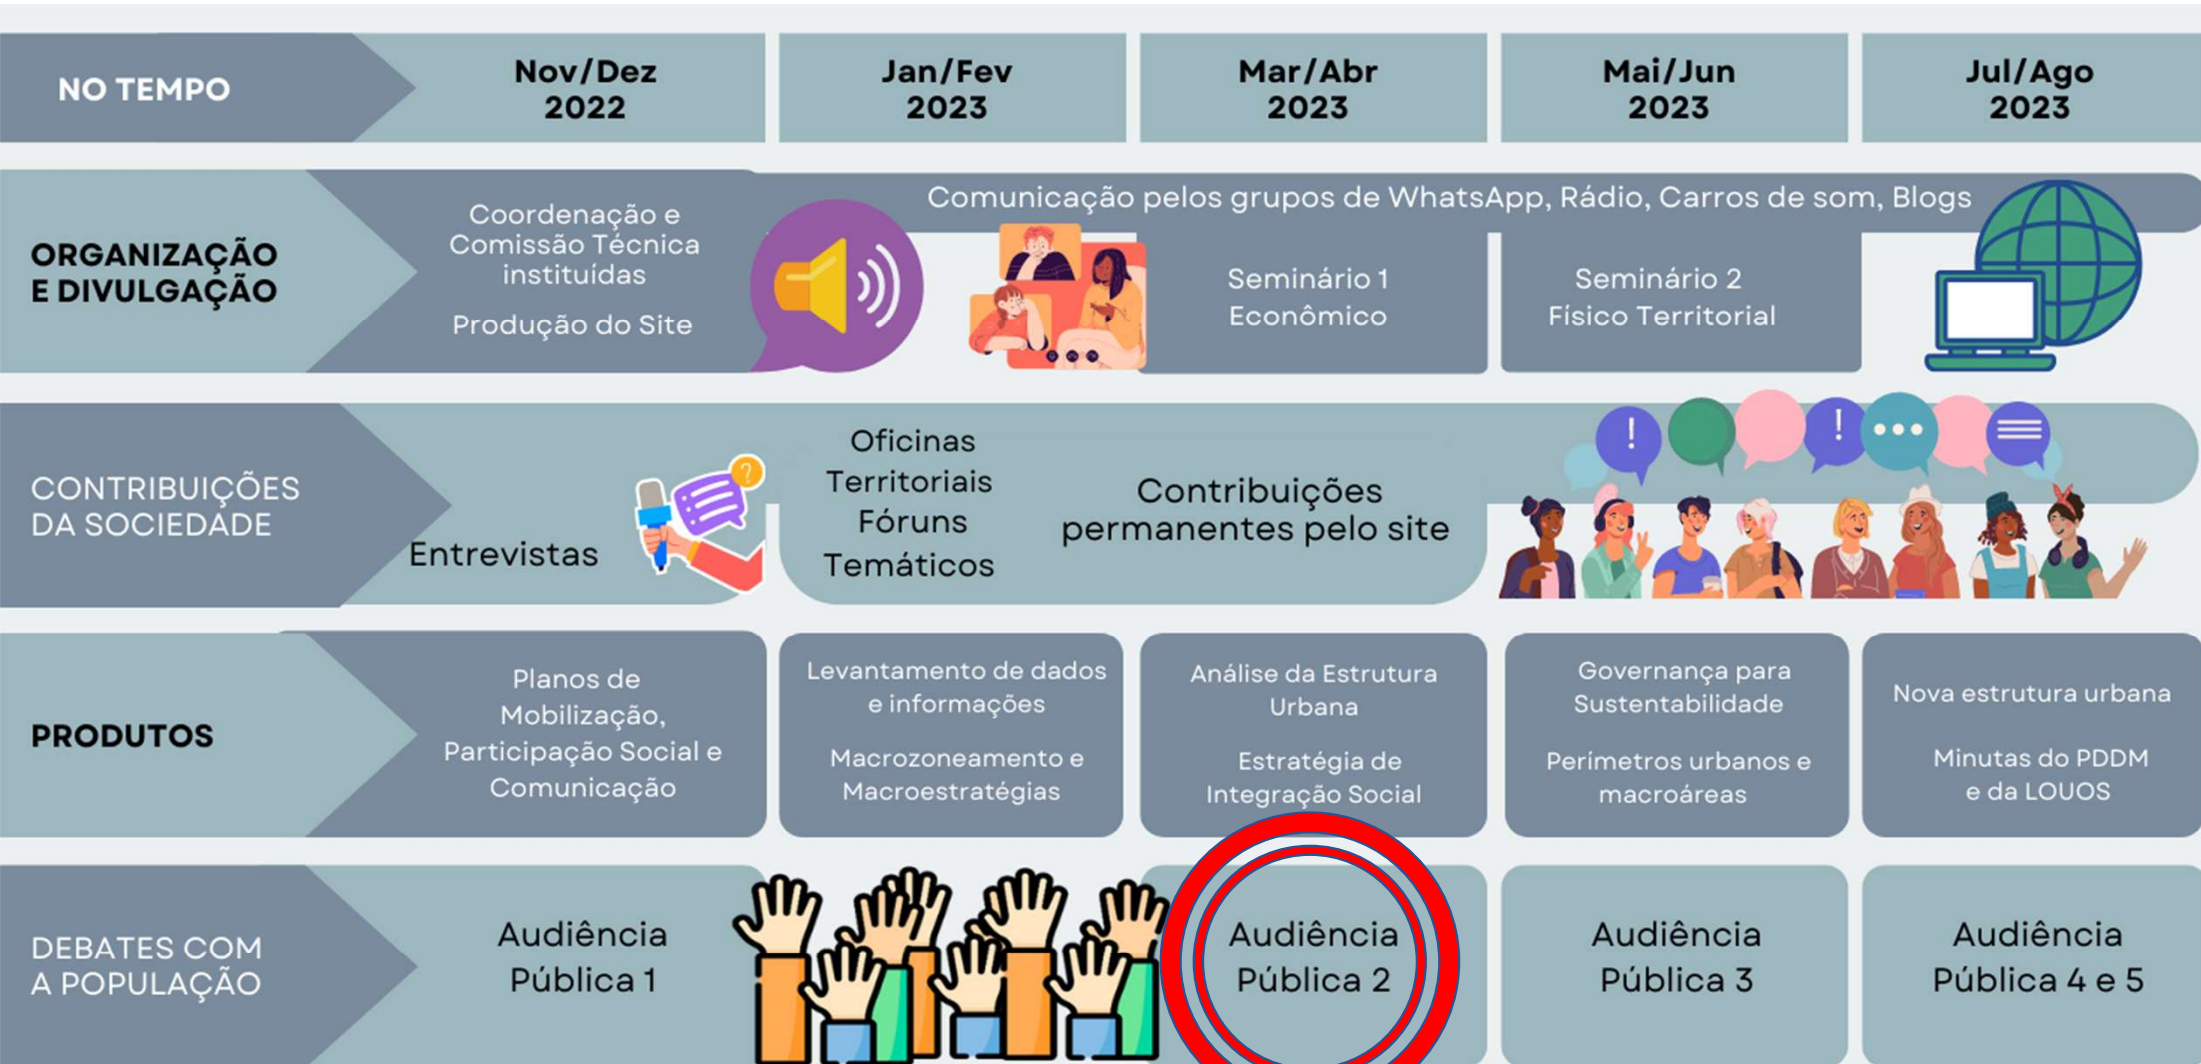 NO TEMPO
Nov/Dez
2022
Jan/Fev
2023
Mar/Abr
2023
Mai/Jun
2023
Jul/Ago
2023
ORGANIZAÇÃO
E DIVULGAÇÃO
Coordenação e
Comissão Técnica
instituídas
Produção do Site
Comunicação pelos grupos de WhatsApp, Rádio, Carros de som, Blogs
Seminário 1
Econômico
Seminário 2
Físico Territorial
CONTRIBUIÇÕES
DA SOCIEDADE
Entrevistas
?
Oficinas
Territoriais
Fóruns
Temáticos
Contribuições
permanentes pelo site
!
!
PRODUTOS
Planos de
Mobilização,
Participação Social e
Comunicação
Levantamento de dados
e informações
Macrozoneamento e
Macroestratégias
Análise da Estrutura
Urbana
Estratégia de
Integração Social
Governança para
Sustentabilidade
Perímetros urbanos e
macroáreas
Nova estrutura urbana
Minutas do PDDM
e da LOUOS
DEBATES COM
A POPULAÇÃO
Audiência
Pública 1
Audiência
Pública 2
Audiência
Pública 3
Audiência
Pública 4 e 5